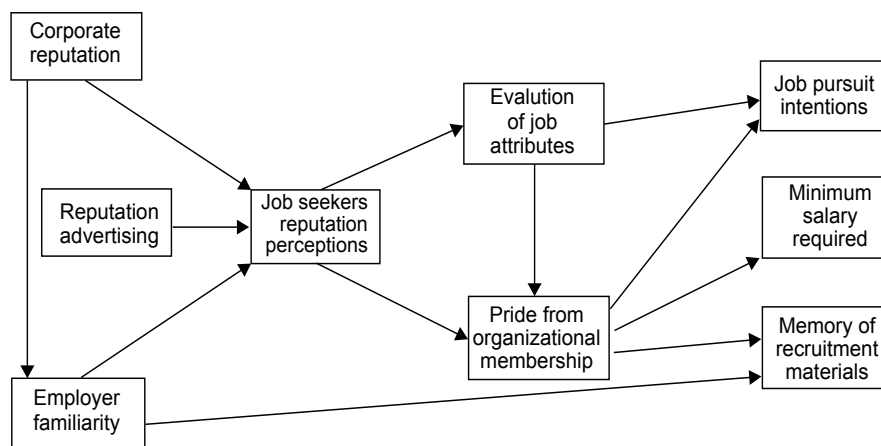 Corporate
reputation
Evalution
of job
attributes
Job pursuit
intentions
Reputation
advertising
Job seekers
reputation
perceptions
Minimum
salary
required
Pride from
organizational
membership
Memory of
recruitment
materials
Employer
familiarity